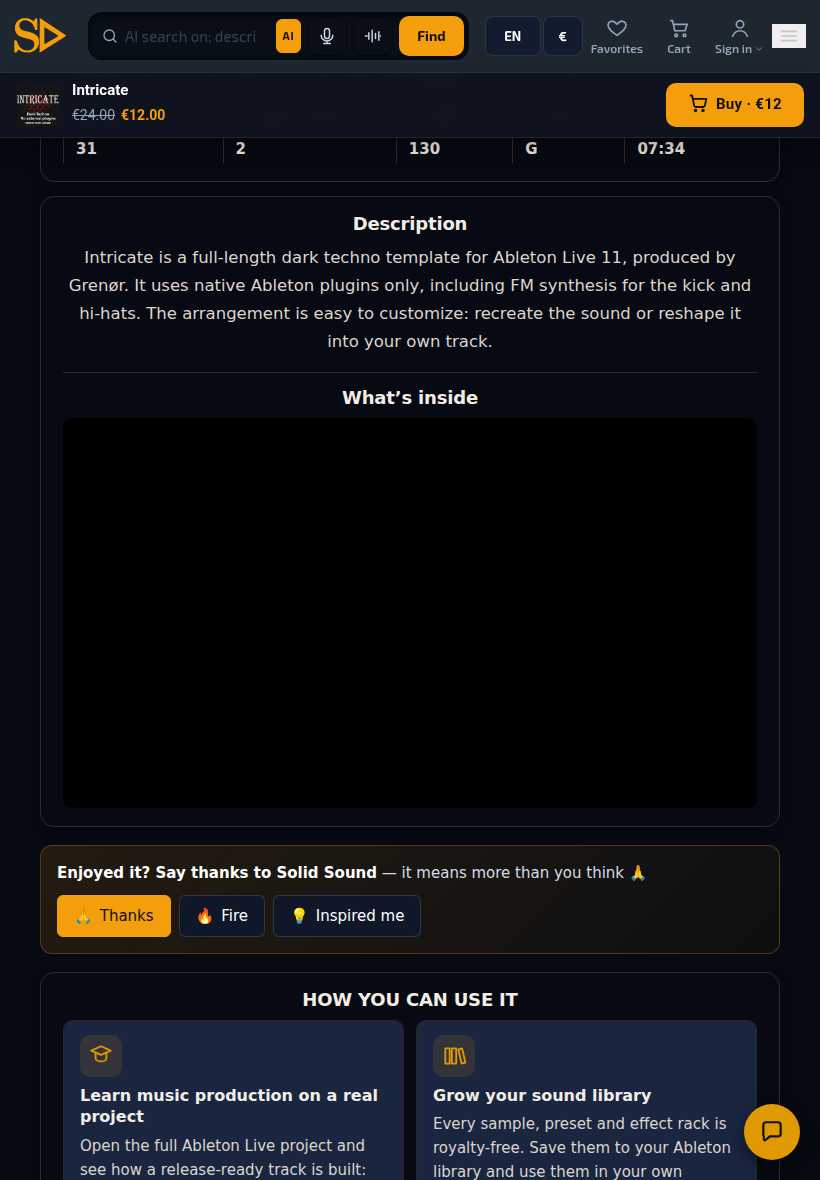 AI search on: descri
AI
Find
EN
€
Favorites
Cart
Sign in
INTRICATE
Intricate
€24.00 €12.00
Buy · €12
31
2
130
G
07:34
Description
Intricate is a full-length dark techno template for Ableton Live 11, produced by
Grenør. It uses native Ableton plugins only, including FM synthesis for the kick and
hi-hats. The arrangement is easy to customize: recreate the sound or reshape it
into your own track.
What’s inside
Enjoyed it? Say thanks to Solid Sound — it means more than you think 🙏
🙏 Thanks
🔥 Fire
💡 Inspired me
HOW YOU CAN USE IT
Learn music production on a real
project
Open the full Ableton Live project and
see how a release-ready track is built:
Grow your sound library
Every sample, preset and effect rack is
royalty-free. Save them to your Ableton
library and use them in your own